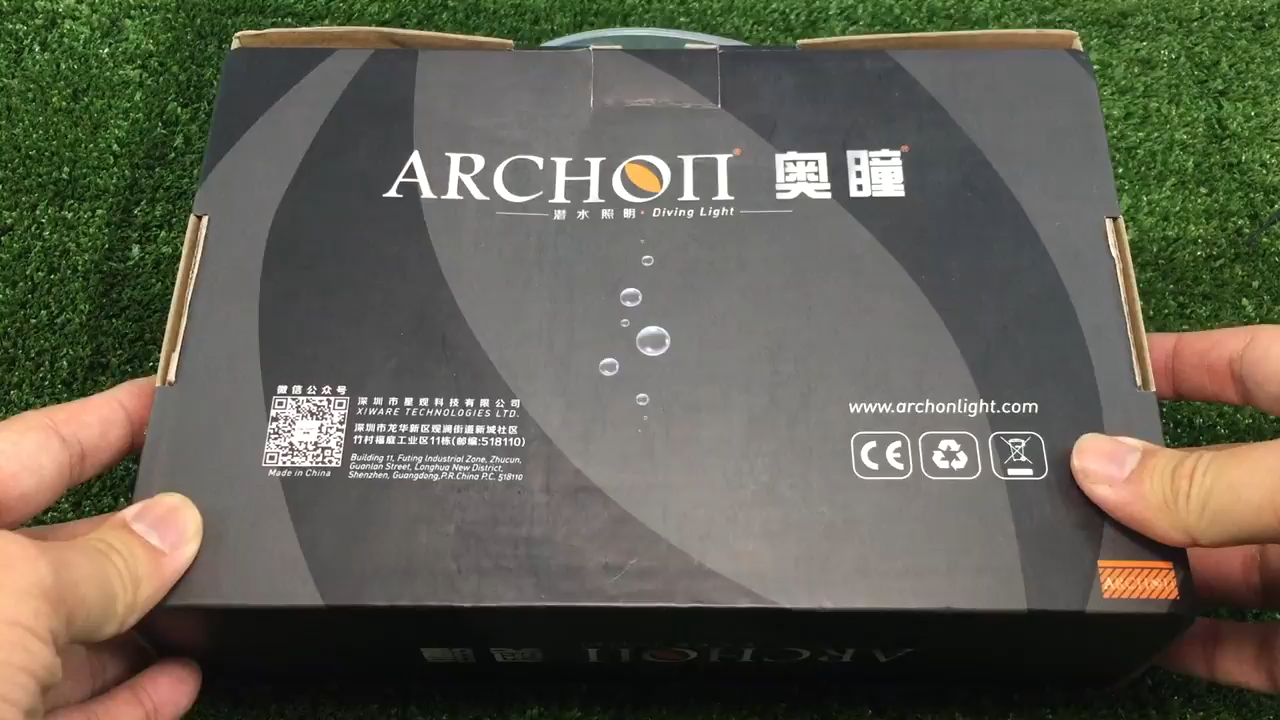 ARCHON® 奥瞳®
潜水照明·Diving Light
微信公众号
Made in China
深圳市星观科技有限公司
XIWARE TECHNOLOGIES LTD.
深圳市龙华新区观澜街道新城社区
竹村福庭工业区11栋(邮编:518110)
Building 11, Futing Industrial Zone, Zhucun,
Guanlan Street, Longhua New District,
Shenzhen, Guangdong,P.R.China P.C. 518110
www.archonlight.com
CE
ARCHON
ARCHON 奥瞳